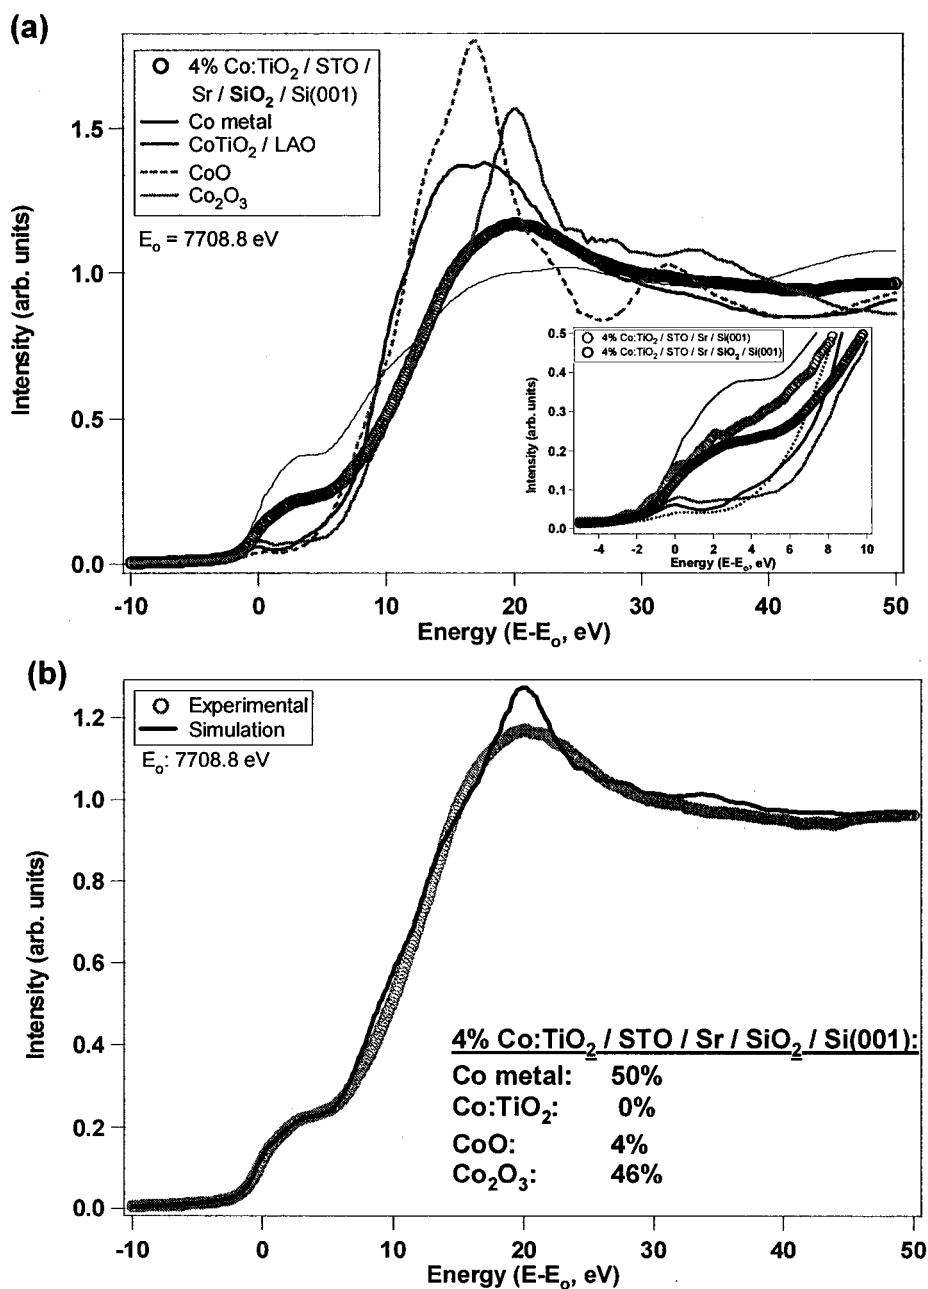 (a)
4% Co:TiO₂ / STO /
Sr / SiO₂ / Si(001)
Co metal
CoTiO₂ / LAO
CoO
Co₂O₃
Eₒ = 7708.8 eV
Intensity (arb. units)
1.5
1.0
0.5
0.0
-10
0
10
20
30
40
50
Energy (E-Eₒ, eV)
4% Co:TiO₂ / STO / Sr / Si(001)
4% Co:TiO₂ / STO / Sr / SiO₂ / Si(001)
Intensity (arb. units)
0.5
0.4
0.3
0.2
0.1
0.0
-4
-2
0
2
4
6
8
10
Energy (E-Eₒ, eV)
(b)
Experimental
Simulation
Eₒ: 7708.8 eV
Intensity (arb. units)
1.2
1.0
0.8
0.6
0.4
0.2
0.0
4% Co:TiO₂ / STO / Sr / SiO₂ / Si(001):
Co metal: 50%
Co:TiO₂: 0%
CoO: 4%
Co₂O₃: 46%
-10
0
10
20
30
40
50
Energy (E-Eₒ, eV)